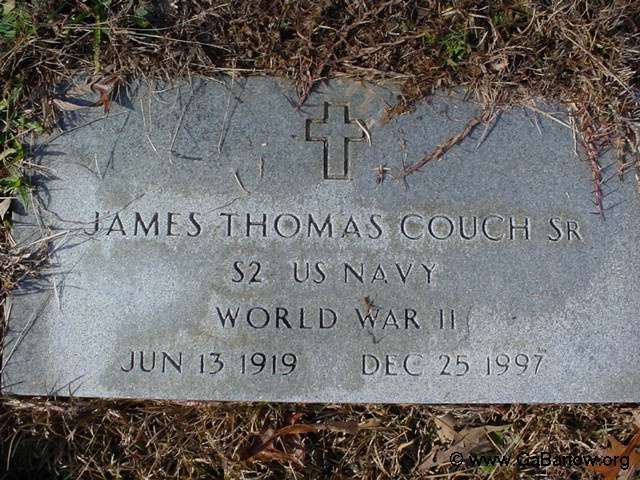 JAMES THOMAS COUCH SR
S2 US NAVY
WORLD WAR II
JUN 13 1919 DEC 25 1997
© www.GaBartow.org